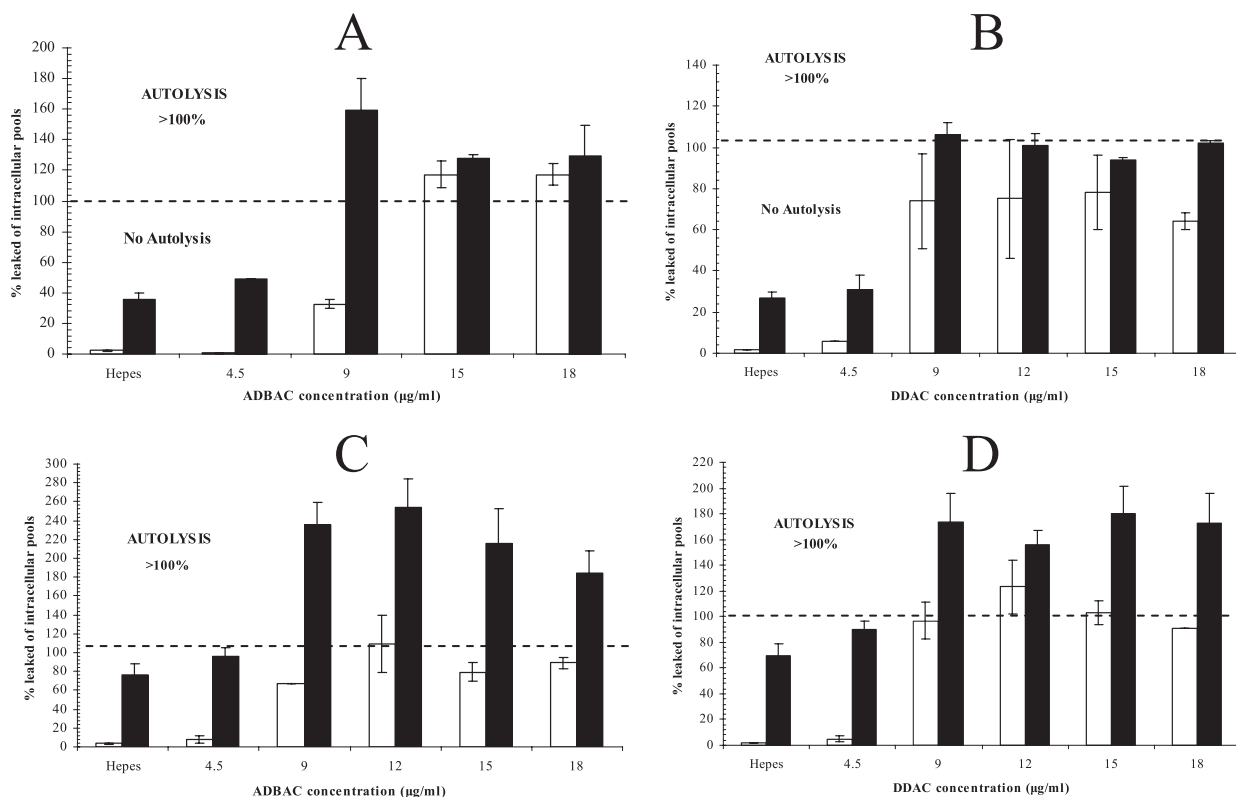 A
200
180
160
140
120
100
80
60
40
20
0
% leaked of intracellular pools
AUTOLYSIS
>100%
No Autolysis
Hepes 4.5 9 15 18
ADBAC concentration (µg/ml)
B
140
120
100
80
60
40
20
0
% leaked of intracellular pools
AUTOLYSIS
>100%
No Autolysis
Hepes 4.5 9 12 15 18
DDAC concentration (µg/ml)
C
300
280
260
240
220
200
180
160
140
120
100
80
60
40
20
0
% leaked of intracellular pools
AUTOLYSIS
>100%
Hepes 4.5 9 12 15 18
ADBAC concentration (µg/ml)
D
220
200
180
160
140
120
100
80
60
40
20
0
% leaked of intracellular pools
AUTOLYSIS
>100%
Hepes 4.5 9 12 15 18
DDAC concentration (µg/ml)